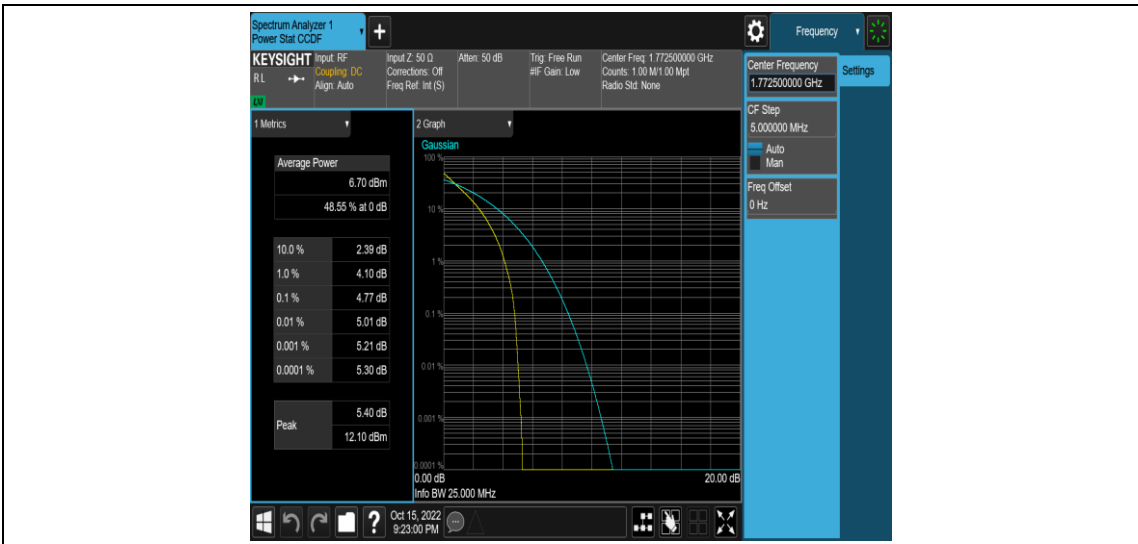 Spectrum Analyzer 1
Power Stat CCDF
+
Frequency
KEYSIGHT
R L
LXI
Input: RF
Coupling: DC
Align: Auto
Input Z: 50 Ω
Corrections: Off
Freq Ref: Int (S)
Atten: 50 dB
Trig: Free Run
#IF Gain: Low
Center Freq: 1.772500000 GHz
Counts: 1.00 M/1.00 Mpt
Radio Std: None
Center Frequency
1.772500000 GHz
Settings
CF Step
5.000000 MHz
Auto
Man
Freq Offset
0 Hz
1 Metrics
Average Power
6.70 dBm
48.55 % at 0 dB
10.0 % 2.39 dB
1.0 % 4.10 dB
0.1 % 4.77 dB
0.01 % 5.01 dB
0.001 % 5.21 dB
0.0001 % 5.30 dB
Peak
5.40 dB
12.10 dBm
2 Graph
Gaussian
100 %
10 %
1 %
0.1 %
0.01 %
0.001 %
0.0001 %
0.00 dB 20.00 dB
Info BW 25.000 MHz
?
Oct 15, 2022
9:23:00 PM